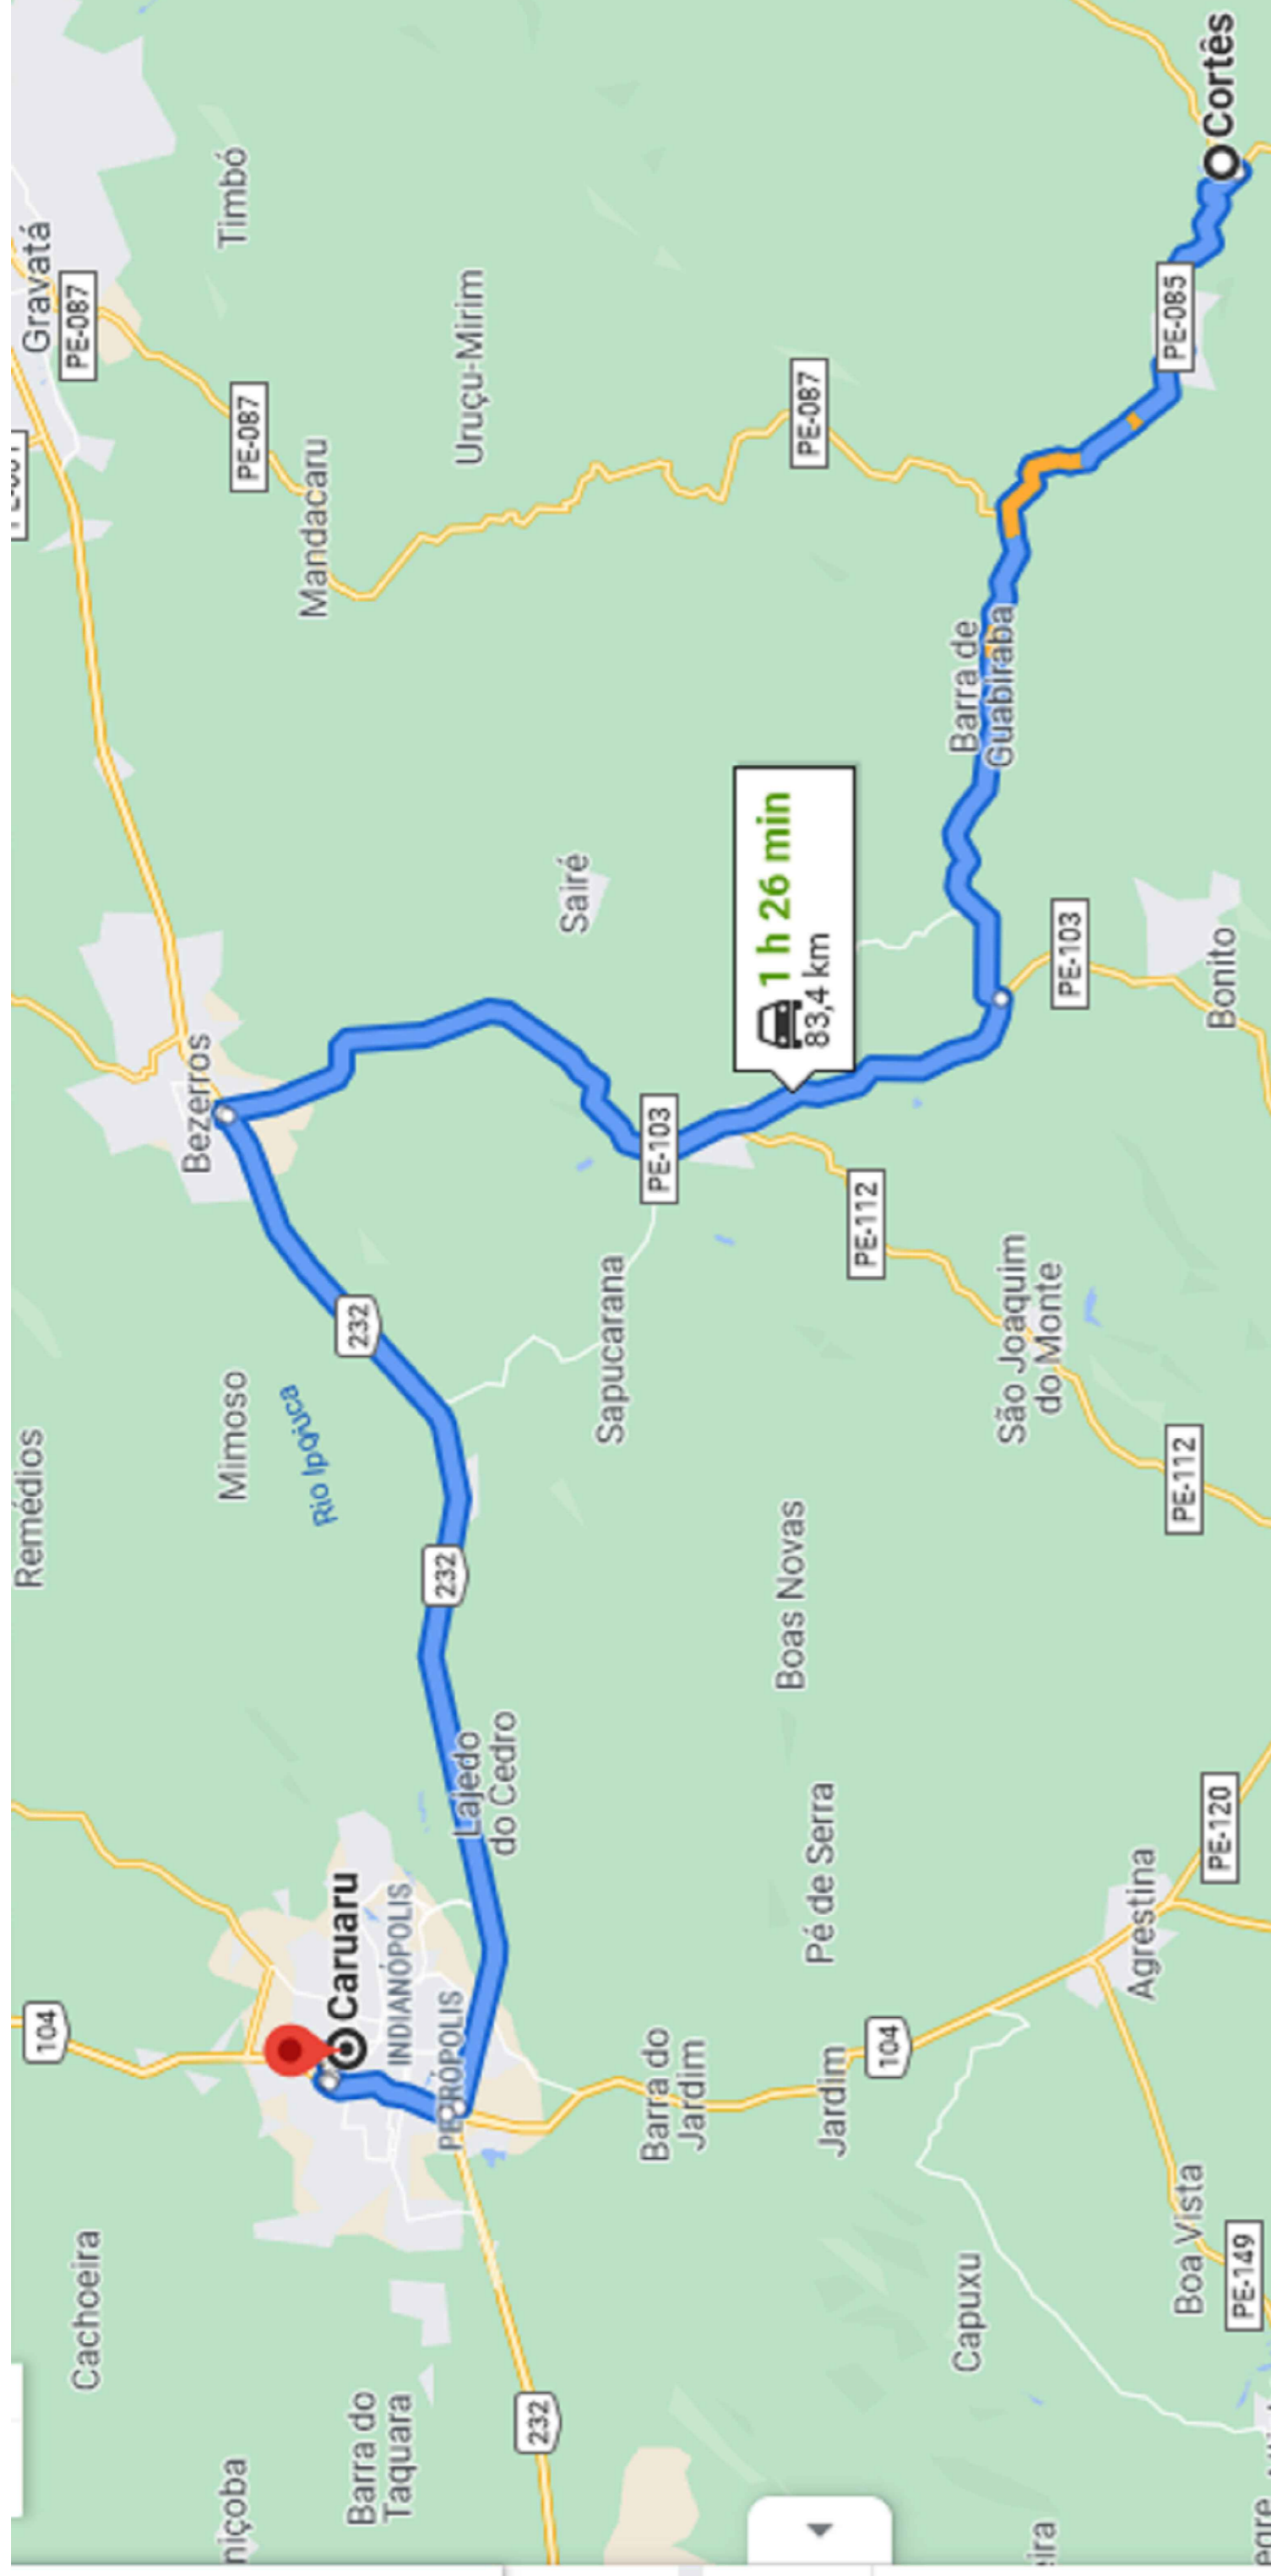 Remédios
Gravatá
104
PE-087
Cachoeira
Bezerros
niçoba
Mimoso
Timbó
PE-087
Rio Ipojuca
Mandacaru
Caruaru
232
Barra do
Taquara
INDIANÓPOLIS
232
PETRÓPOLIS
Lajedo
do Cedro
Uruçu-Mirim
232
Sairé
Sapucarana
Barra do
Jardim
PE-103
1 h 26 min
83,4 km
Boas Novas
PE-087
Pé de Serra
Jardim
PE-112
104
Barra de
Guabiraba
Capuxu
São Joaquim
do Monte
eira
PE-103
Agrestina
PE-085
PE-112
Boa Vista
PE-120
Bonito
Cortês
PE-149